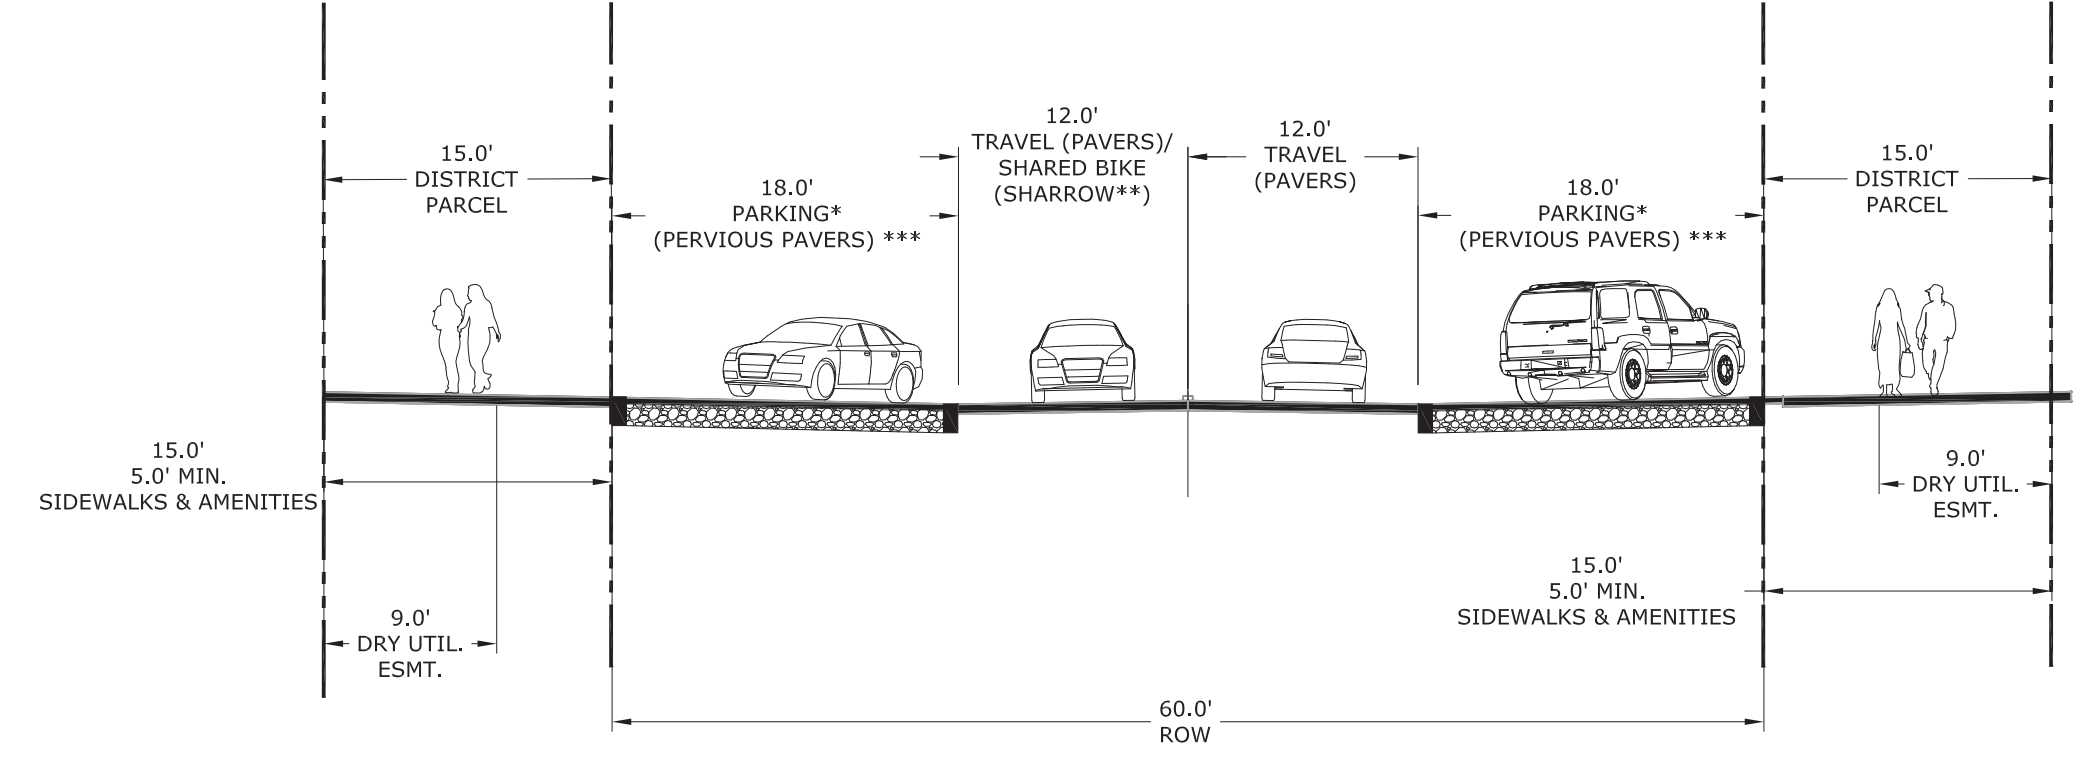 15.0'
DISTRICT
PARCEL
18.0'
PARKING*
(PERVIOUS PAVERS) ***
12.0'
TRAVEL (PAVERS)/
SHARED BIKE
(SHARROW**)
12.0'
TRAVEL
(PAVERS)
18.0'
PARKING*
(PERVIOUS PAVERS) ***
15.0'
DISTRICT
PARCEL
15.0'
5.0' MIN.
SIDEWALKS & AMENITIES
9.0'
DRY UTIL.
ESMT.
9.0'
DRY UTIL.
ESMT.
15.0'
5.0' MIN.
SIDEWALKS & AMENITIES
60.0'
ROW